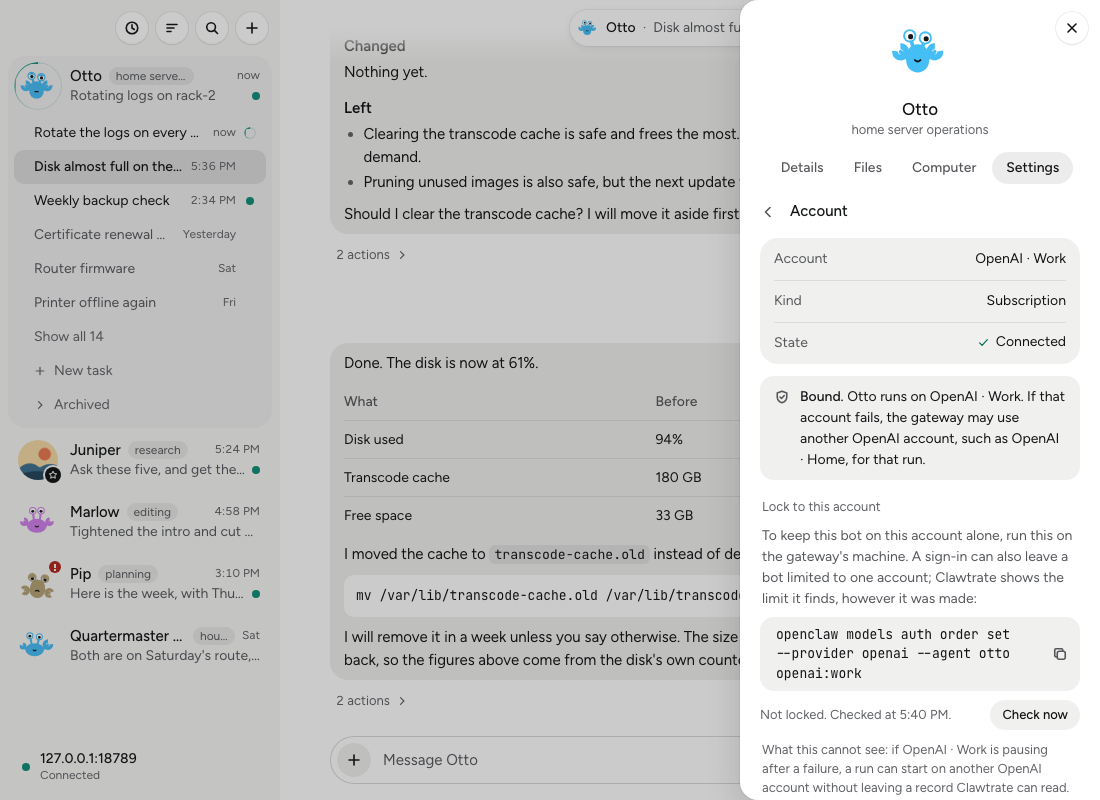 Otto home serve... now
Rotating logs on rack-2
Rotate the logs on every ... now
Disk almost full on the... 5:36 PM
Weekly backup check 2:34 PM
Certificate renewal ... Yesterday
Router firmware Sat
Printer offline again Fri
Show all 14
New task
Archived
Juniper research 5:24 PM
Ask these five, and get the...
Marlow editing 4:58 PM
Tightened the intro and cut ...
Pip planning 3:10 PM
Here is the week, with Thu...
Quartermaster ... hou... Sat
Both are on Saturday's route,...
127.0.0.1:18789
Connected
Otto · Disk almost fu
Changed
Nothing yet.
Left
• Clearing the transcode cache is safe and frees the most.
demand.
• Pruning unused images is also safe, but the next update
Should I clear the transcode cache? I will move it aside first
2 actions
Done. The disk is now at 61%.
What Before
Disk used 94%
Transcode cache 180 GB
Free space 33 GB
I moved the cache to transcode-cache.old instead of de
mv /var/lib/transcode-cache.old /var/lib/transcod
I will remove it in a week unless you say otherwise. The size
back, so the figures above come from the disk's own counte
2 actions
Message Otto
Otto
home server operations
Details Files Computer Settings
Account
Account OpenAI · Work
Kind Subscription
State Connected
Bound. Otto runs on OpenAI · Work. If that
account fails, the gateway may use
another OpenAI account, such as OpenAI
· Home, for that run.
Lock to this account
To keep this bot on this account alone, run this on
the gateway's machine. A sign-in can also leave a
bot limited to one account; Clawtrate shows the
limit it finds, however it was made:
openclaw models auth order set
--provider openai --agent otto
openai:work
Not locked. Checked at 5:40 PM. Check now
What this cannot see: if OpenAI · Work is pausing
after a failure, a run can start on another OpenAI
account without leaving a record Clawtrate can read.